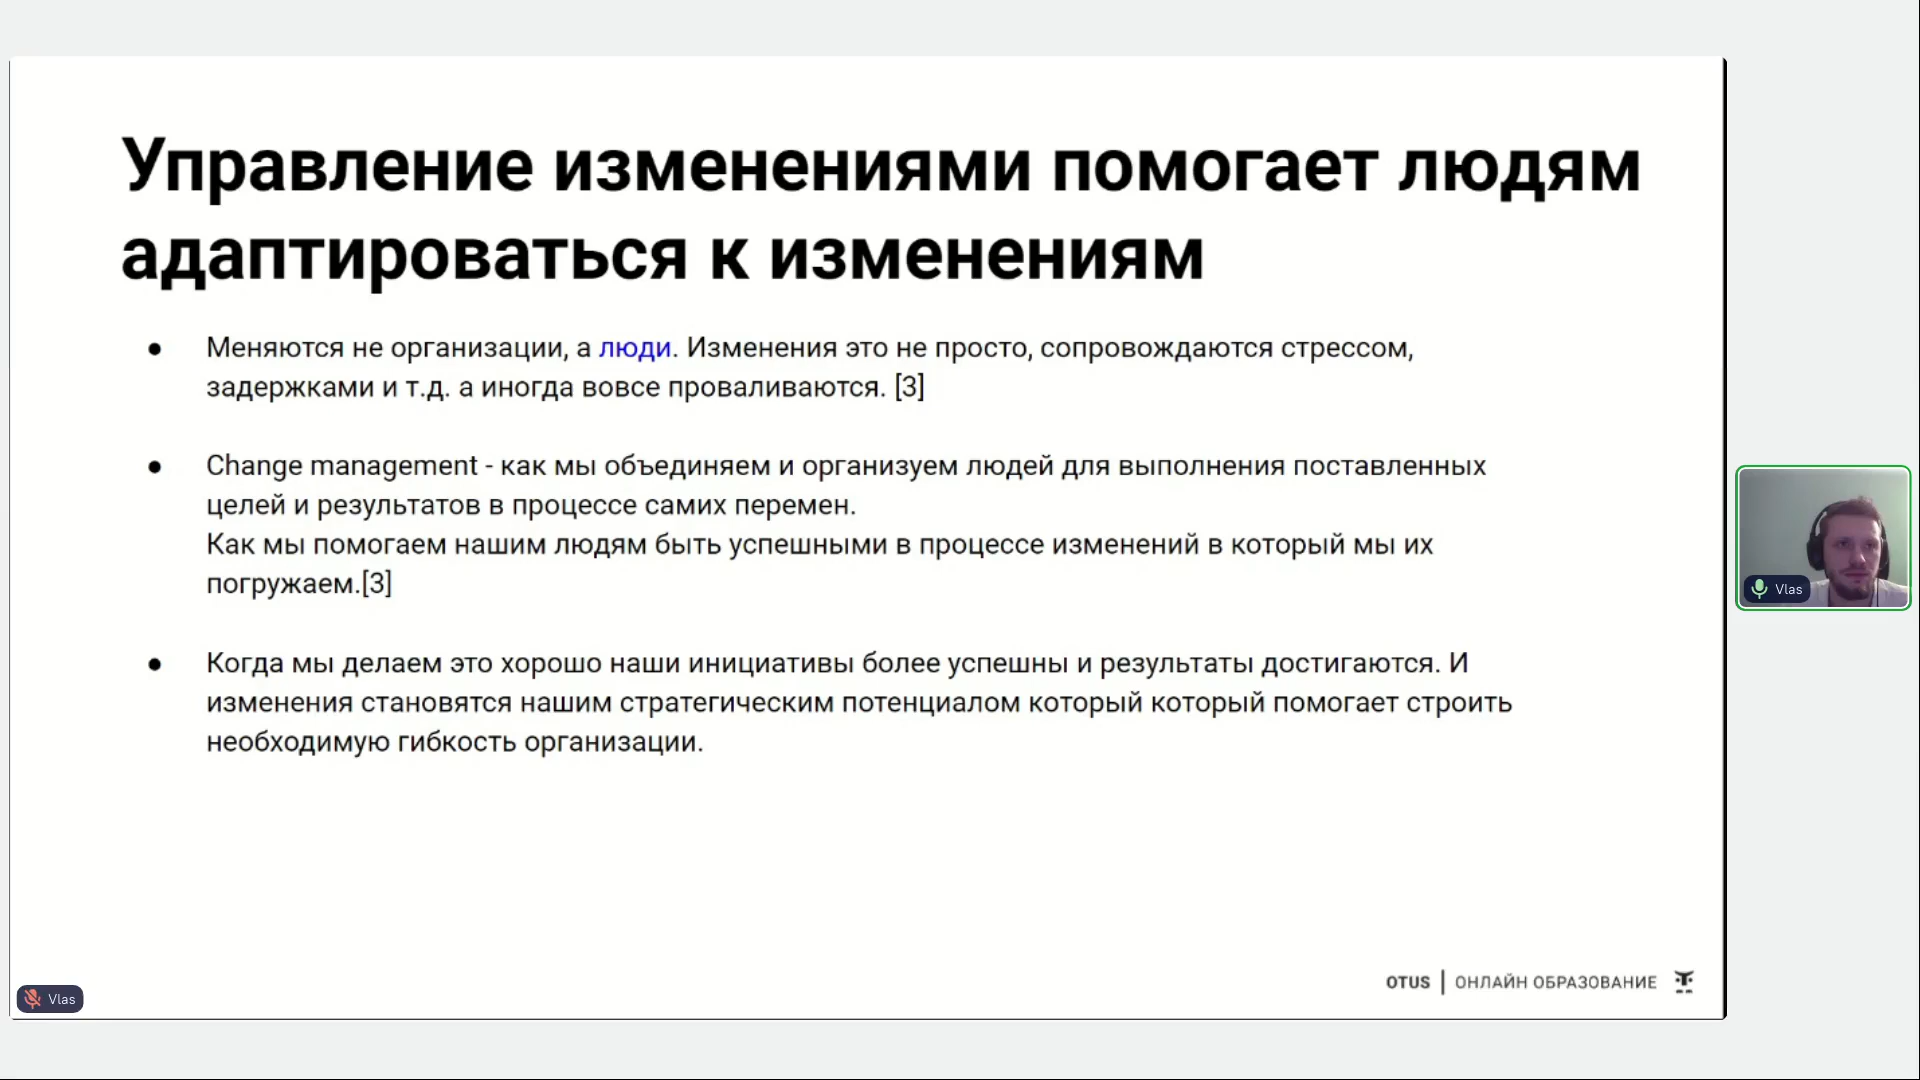 Управление изменениями помогает людям
адаптироваться к изменениям
● Меняются не организации, а люди. Изменения это не просто, сопровождаются стрессом,
задержками и т.д. а иногда вовсе проваливаются. [3]
● Change management - как мы объединяем и организуем людей для выполнения поставленных
целей и результатов в процессе самих перемен.
Как мы помогаем нашим людям быть успешными в процессе изменений в который мы их
погружаем.[3]
● Когда мы делаем это хорошо наши инициативы более успешны и результаты достигаются. И
изменения становятся нашим стратегическим потенциалом который который помогает строить
необходимую гибкость организации.
OTUS | ОНЛАЙН ОБРАЗОВАНИЕ
Vlas
Vlas